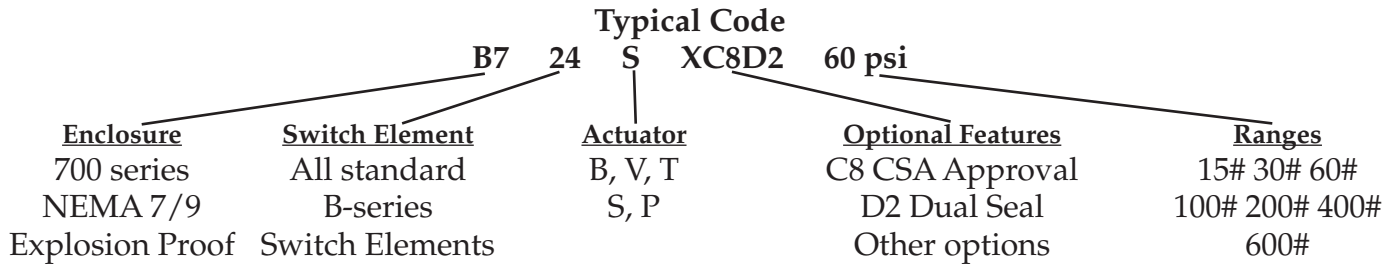 Typical Code
B7 24 S XC8D2 60 psi
Enclosure Switch Element Actuator Optional Features Ranges
700 series All standard B, V, T C8 CSA Approval 15# 30# 60#
NEMA 7/9 B-series S, P D2 Dual Seal 100# 200# 400#
Explosion Proof Switch Elements Other options 600#